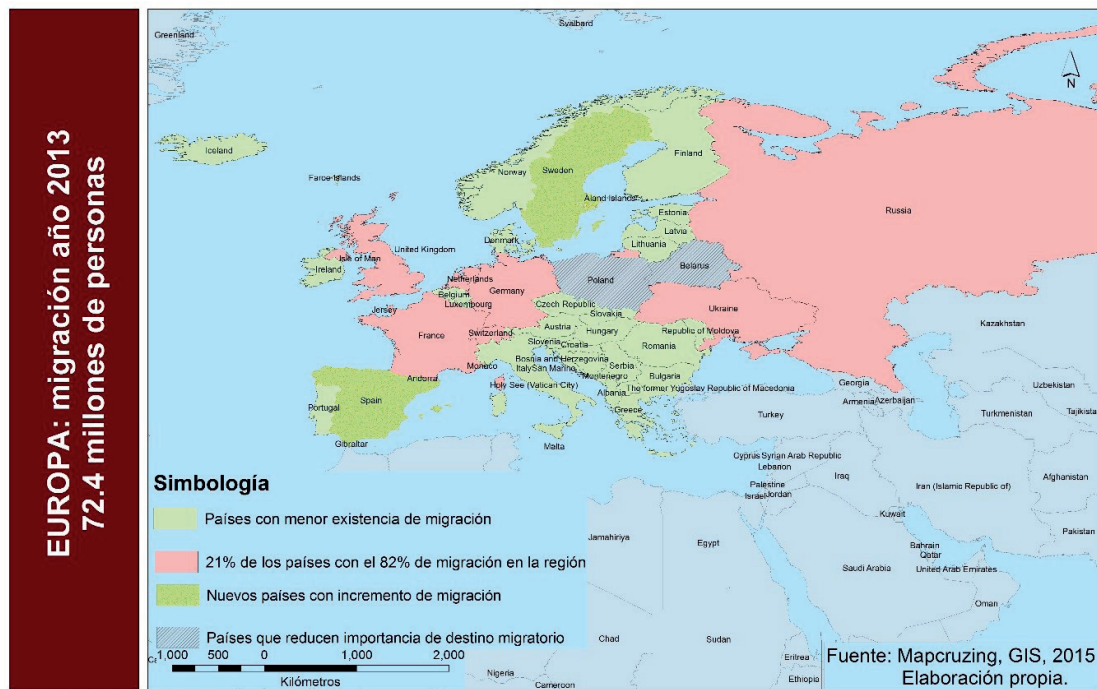 EUROPA: migración año 2013
72.4 millones de personas
Greenland
Svalbard
N
Iceland
Faroe Islands
Norway
Sweden
Finland
Åland Islands
Russia
Estonia
Latvia
Lithuania
Denmark
United Kingdom
Isle of Man
Ireland
Netherlands
Belgium
Germany
Luxembourg
Poland
Belarus
Jersey
France
Switzerland
Czech Republic
Slovakia
Austria
Hungary
Slovenia
Croatia
Ukraine
Republic of Moldova
Romania
Kazakhstan
Monaco
Bosnia and Herzegovina
Italy
San Marino
Serbia
Montenegro
Bulgaria
Andorra
Holy See (Vatican City)
The former Yugoslav Republic of Macedonia
Albania
Greece
Portugal
Spain
Gibraltar
Malta
Georgia
Armenia
Azerbaijan
Uzbekistan
Turkmenistan
Tajikista
Turkey
Cyprus
Syrian Arab Republic
Lebanon
Palestine
Israel
Jordan
Iraq
Iran (Islamic Republic of)
Afghanistan
Kuwait
Pakistan
Bahrain
Qatar
United Arab Emirates
Saudi Arabia
Oman
Jamahiriya
Egypt
Chad
Sudan
Eritrea
Ethiopia
Nigeria
Cameroon
Simbología
Países con menor existencia de migración
21% de los países con el 82% de migración en la región
Nuevos países con incremento de migración
Países que reducen importancia de destino migratorio
1,000 500 0 1,000 2,000
Kilómetros
Fuente: Mapcruzing, GIS, 2015
Elaboración propia.